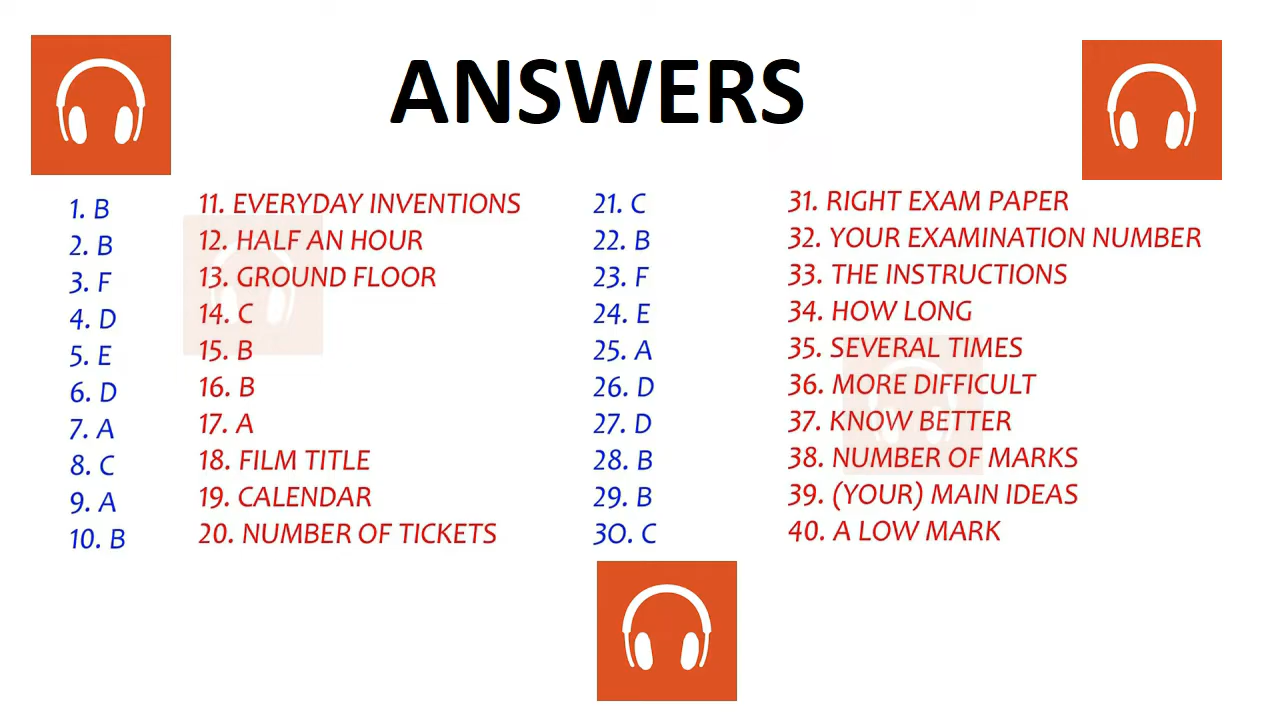 ANSWERS
1. B
2. B
3. F
4. D
5. E
6. D
7. A
8. C
9. A
10. B
11. EVERYDAY INVENTIONS
12. HALF AN HOUR
13. GROUND FLOOR
14. C
15. B
16. B
17. A
18. FILM TITLE
19. CALENDAR
20. NUMBER OF TICKETS
21. C
22. B
23. F
24. E
25. A
26. D
27. D
28. B
29. B
30. C
31. RIGHT EXAM PAPER
32. YOUR EXAMINATION NUMBER
33. THE INSTRUCTIONS
34. HOW LONG
35. SEVERAL TIMES
36. MORE DIFFICULT
37. KNOW BETTER
38. NUMBER OF MARKS
39. (YOUR) MAIN IDEAS
40. A LOW MARK